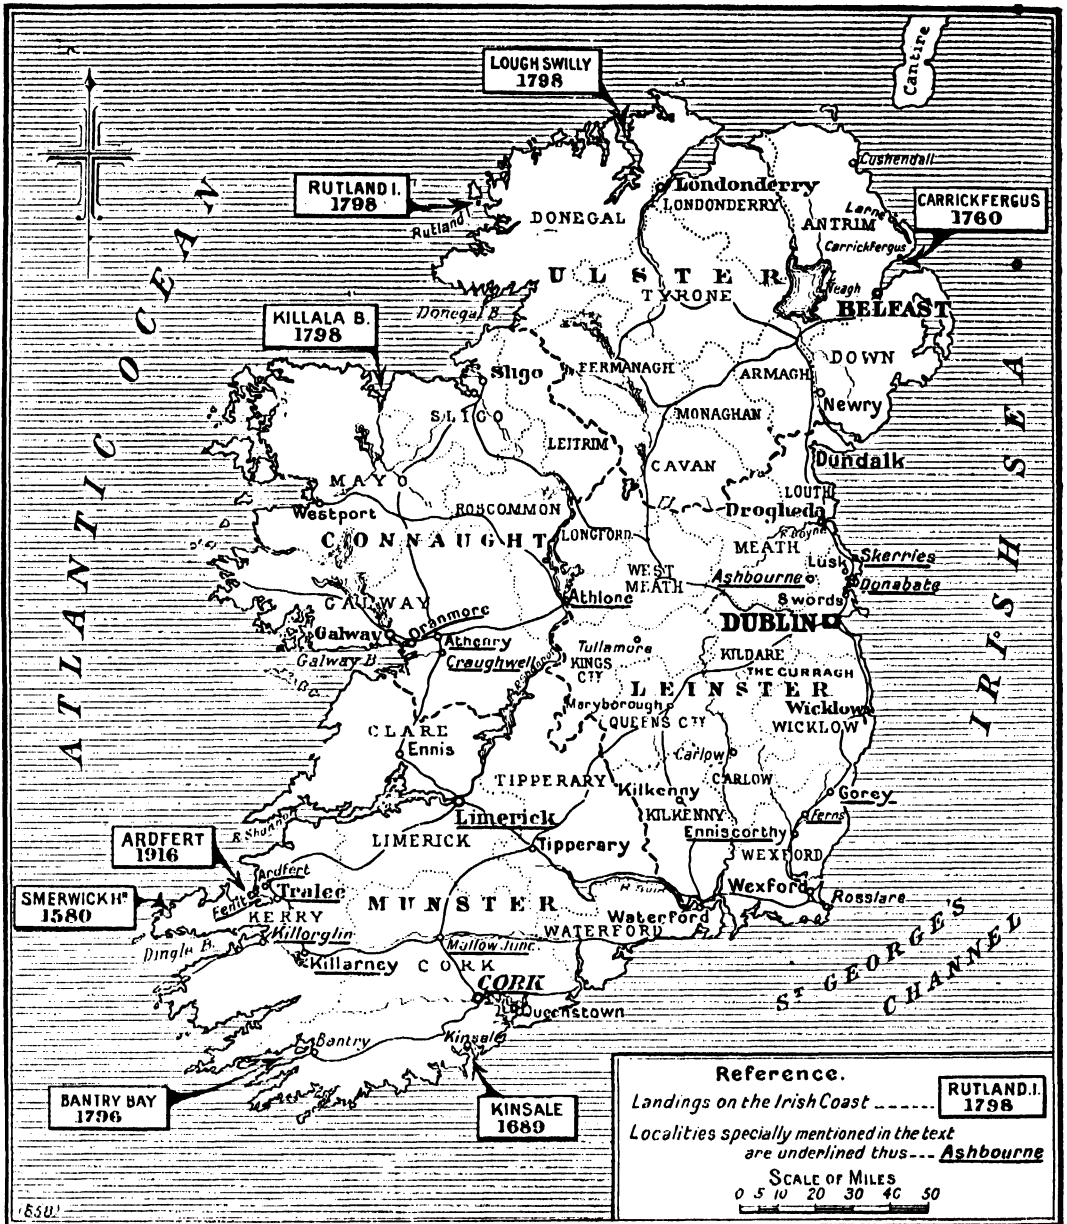 Cantire
LOUGH SWILLY
1798
Cushendall
RUTLAND I.
1798
Rutland I
Londonderry
LONDONDERRY
DONEGAL
ANTRIM
Larne
Carrickfergus
CARRICKFERGUS
1760
ULSTER
TYRONE
Neagh
BELFAST
Donegal B.
KILLALA B.
1798
ATLANTIC OCEAN
Sligo
FERMANAGH
DOWN
ARMAGH
Newry
SLIGO
MONAGHAN
LEITRIM
CAVAN
Dundalk
MAYO
LOUTH
Westport
ROSCOMMON
Drogheda
R. Boyne
CONNAUGHT
LONGFORD
MEATH
Lusk
Skerries
WEST
MEATH
Ashbourne
Donabate
Swords
GALWAY
Athlone
DUBLIN
Oranmore
Galway
Athenry
Tullamore
KILDARE
Galway B.
Craughwell
KINGS
CTY
THE CURRAGH
R. Shannon
LEINSTER
Maryborough
Wicklow
QUEENS CTY
WICKLOW
CLARE
Ennis
Carlow
TIPPERARY
CARLOW
Kilkenny
Gorey
Limerick
KILKENNY
Ferns
R. Shannon
Enniscorthy
LIMERICK
Tipperary
WEXFORD
ARDFERT
1916
Ardfert
Fenit
Tralee
R. Suir
Wexford
Rosslare
SMERWICK Hr.
1580
KERRY
MUNSTER
Waterford
WATERFORD
Killorglin
Dingle B.
Mallow Junc.
Killarney
CORK
CORK
Queenstown
ST GEORGE'S
CHANNEL
IRISH SEA
Bantry
Kinsale
BANTRY BAY
1796
KINSALE
1689
Reference.
Landings on the Irish Coast ------ RUTLAND.I.
1798
Localities specially mentioned in the text
are underlined thus --- Ashbourne
SCALE OF MILES
0 5 10 20 30 40 50